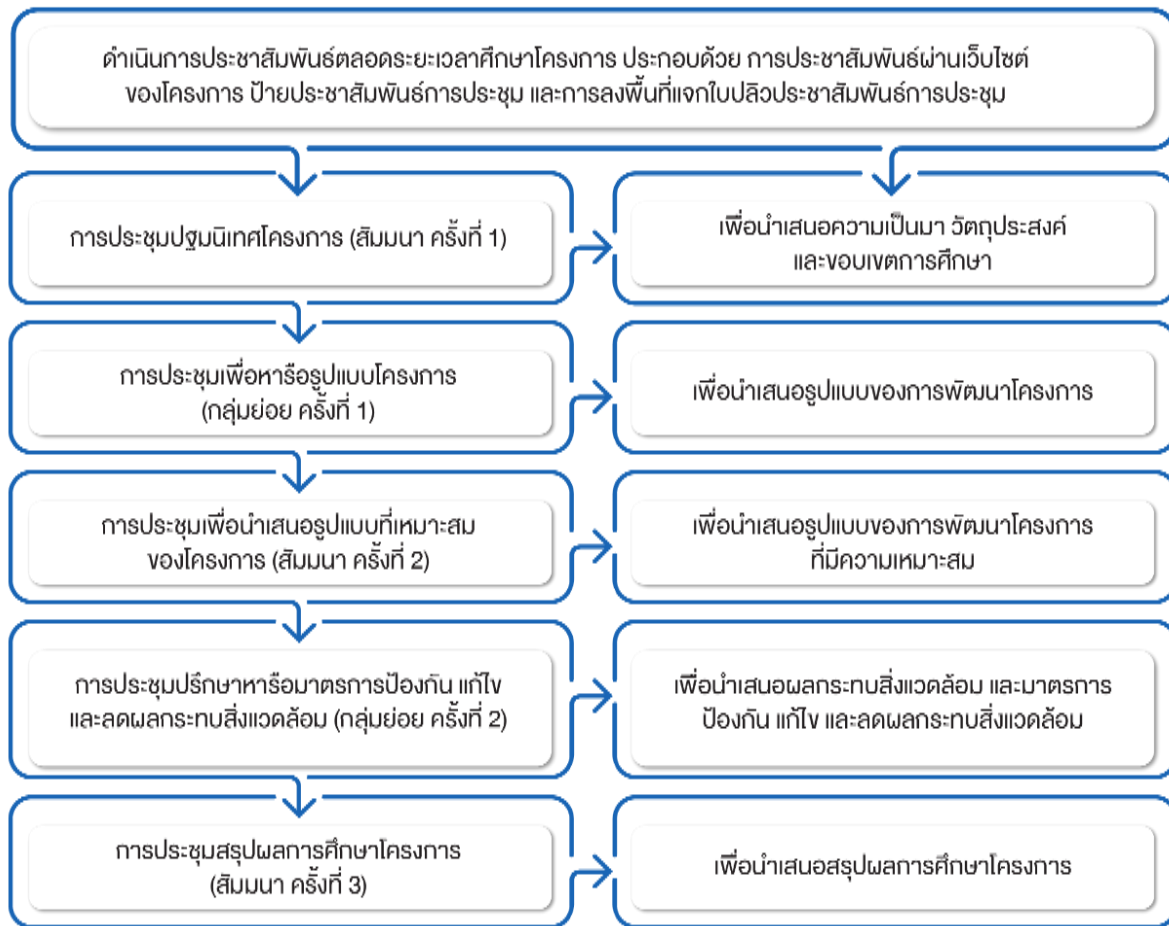 ดำเนินการประชาสัมพันธ์ตลอดระยะเวลาศึกษาโครงการ ประกอบด้วย การประชาสัมพันธ์ผ่านเว็บไซต์
ของโครงการ ป้ายประชาสัมพันธ์การประชุม และการลงพื้นที่แจกใบปลิวประชาสัมพันธ์การประชุม
การประชุมปฐมนิเทศโครงการ (สัมมนา ครั้งที่ 1)
เพื่อนำเสนอความเป็นมา วัตถุประสงค์
และขอบเขตการศึกษา
การประชุมเพื่อหารือรูปแบบโครงการ
(กลุ่มย่อย ครั้งที่ 1)
เพื่อนำเสนอรูปแบบของการพัฒนาโครงการ
การประชุมเพื่อนำเสนอรูปแบบที่เหมาะสม
ของโครงการ (สัมมนา ครั้งที่ 2)
เพื่อนำเสนอรูปแบบของการพัฒนาโครงการ
ที่มีความเหมาะสม
การประชุมปรึกษาหารือมาตรการป้องกัน แก้ไข
และลดผลกระทบสิ่งแวดล้อม (กลุ่มย่อย ครั้งที่ 2)
เพื่อนำเสนอผลกระทบสิ่งแวดล้อม และมาตรการ
ป้องกัน แก้ไข และลดผลกระทบสิ่งแวดล้อม
การประชุมสรุปผลการศึกษาโครงการ
(สัมมนา ครั้งที่ 3)
เพื่อนำเสนอสรุปผลการศึกษาโครงการ